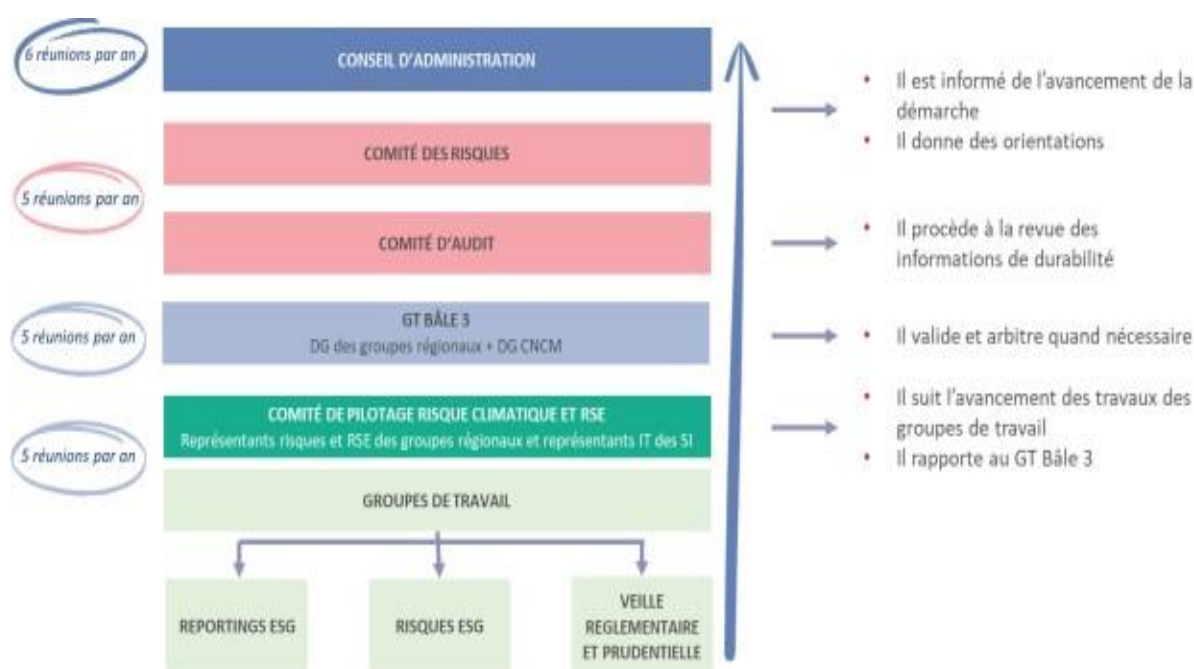 6 réunions par an
CONSEIL D'ADMINISTRATION
• Il est informé de l'avancement de la
démarche
• Il donne des orientations
COMITÉ DES RISQUES
5 réunions par an
COMITÉ D'AUDIT
• Il procède à la revue des
informations de durabilité
5 réunions par an
GT BÂLE 3
DG des groupes régionaux + DG CNCM
• Il valide et arbitre quand nécessaire
5 réunions par an
COMITÉ DE PILOTAGE RISQUE CLIMATIQUE ET RSE
Représentants risques et RSE des groupes régionaux et représentants IT des SI
• Il suit l'avancement des travaux des
groupes de travail
• Il rapporte au GT Bâle 3
GROUPES DE TRAVAIL
REPORTINGS ESG
RISQUES ESG
VEILLE
REGLEMENTAIRE
ET PRUDENTIELLE